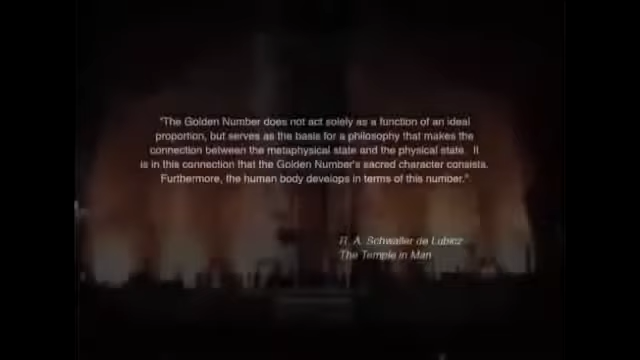 "The Golden Number does not act solely as a function of an ideal
proportion, but serves as the basis for a philosophy that makes the
connection between the metaphysical state and the physical state.  It
is in this connection that the Golden Number's sacred character consists.
Furthermore, the human body develops in terms of this number."
R. A. Schwaller de Lubicz
The Temple in Man